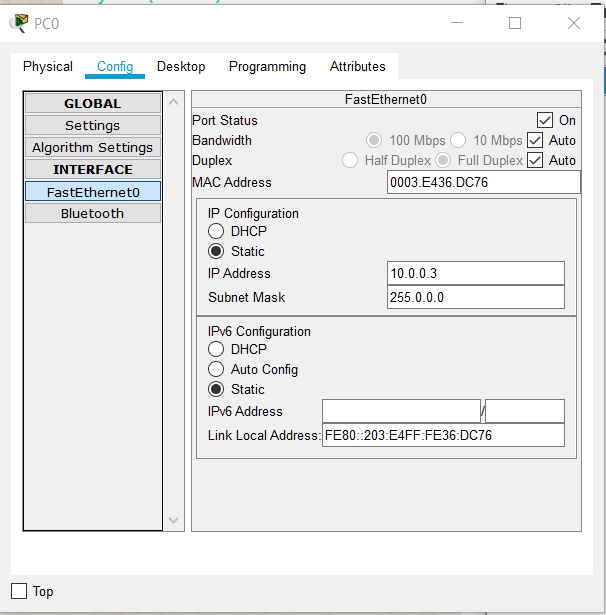 PC0
Physical Config Desktop Programming Attributes
GLOBAL
Settings
Algorithm Settings
INTERFACE
FastEthernet0
Bluetooth
FastEthernet0
Port Status On
Bandwidth 100 Mbps 10 Mbps Auto
Duplex Half Duplex Full Duplex Auto
MAC Address 0003.E436.DC76
IP Configuration
DHCP
Static
IP Address 10.0.0.3
Subnet Mask 255.0.0.0
IPv6 Configuration
DHCP
Auto Config
Static
IPv6 Address /
Link Local Address: FE80::203:E4FF:FE36:DC76
Top